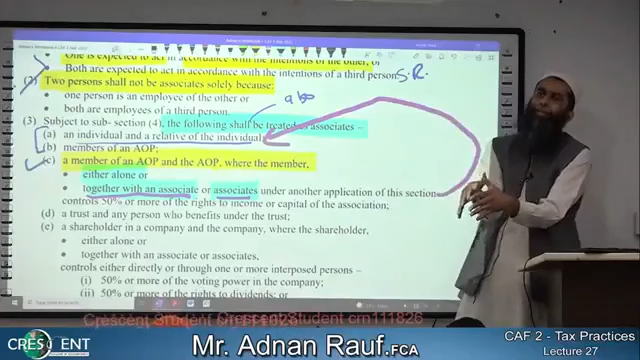 One is expected to act in accordance with the intentions of the other, or
Both are expected to act in accordance with the intentions of a third person. S.R.
(2) Two persons shall not be associates solely because:
• one person is an employee of the other or
• both are employees of a third person.
(3) Subject to sub-section (4), the following shall be treated as associates –
(a) an individual and a relative of the individual;
(b) members of an AOP;
(c) a member of an AOP and the AOP, where the member,
• either alone or
• together with an associate or associates under another application of this section
controls 50% or more of the rights to income or capital of the association;
(d) a trust and any person who benefits under the trust;
(e) a shareholder in a company and the company, where the shareholder,
• either alone or
• together with an associate or associates,
controls either directly or through one or more interposed persons –
(i) 50% or more of the voting power in the company;
(ii) 50% or more of the rights to dividends; or
CRESCENT
Mr. Adnan Rauf.FCA
CAF 2 - Tax Practices
Lecture 27